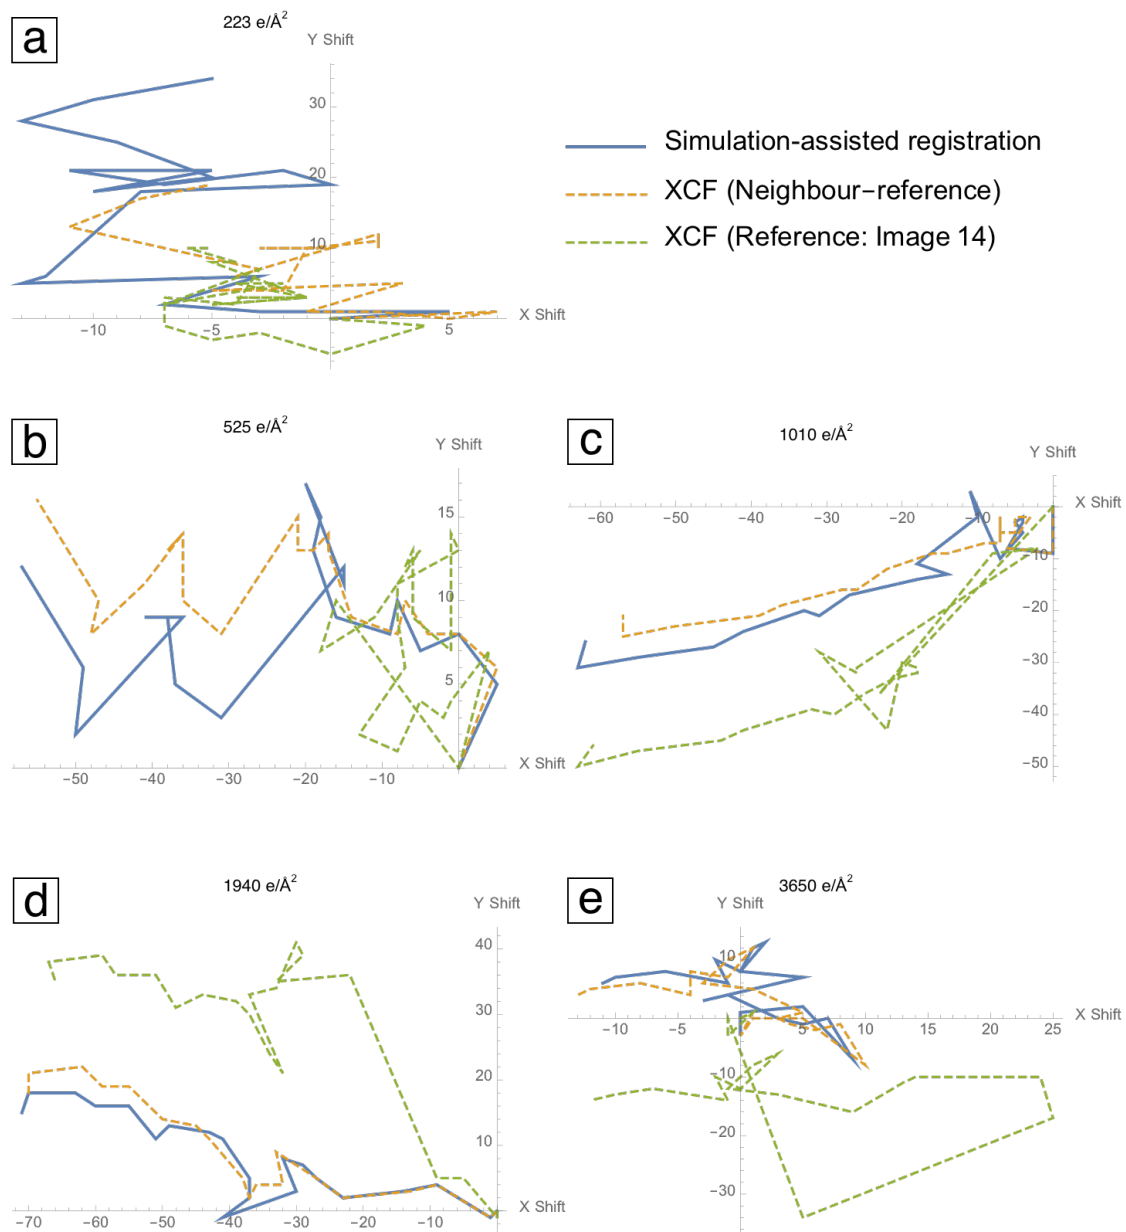 a
223 e/Å²
Y Shift
30
20
10
−10
−5
5
X Shift
Simulation-assisted registration
XCF (Neighbour−reference)
XCF (Reference: Image 14)
b
525 e/Å²
Y Shift
15
10
5
−50
−40
−30
−20
−10
X Shift
c
1010 e/Å²
Y Shift
X Shift
−60
−50
−40
−30
−20
−10
−10
−20
−30
−40
−50
d
1940 e/Å²
Y Shift
40
30
20
10
−70
−60
−50
−40
−30
−20
−10
X Shift
e
3650 e/Å²
Y Shift
10
−10
−5
5
10
15
20
25
X Shift
−10
−20
−30